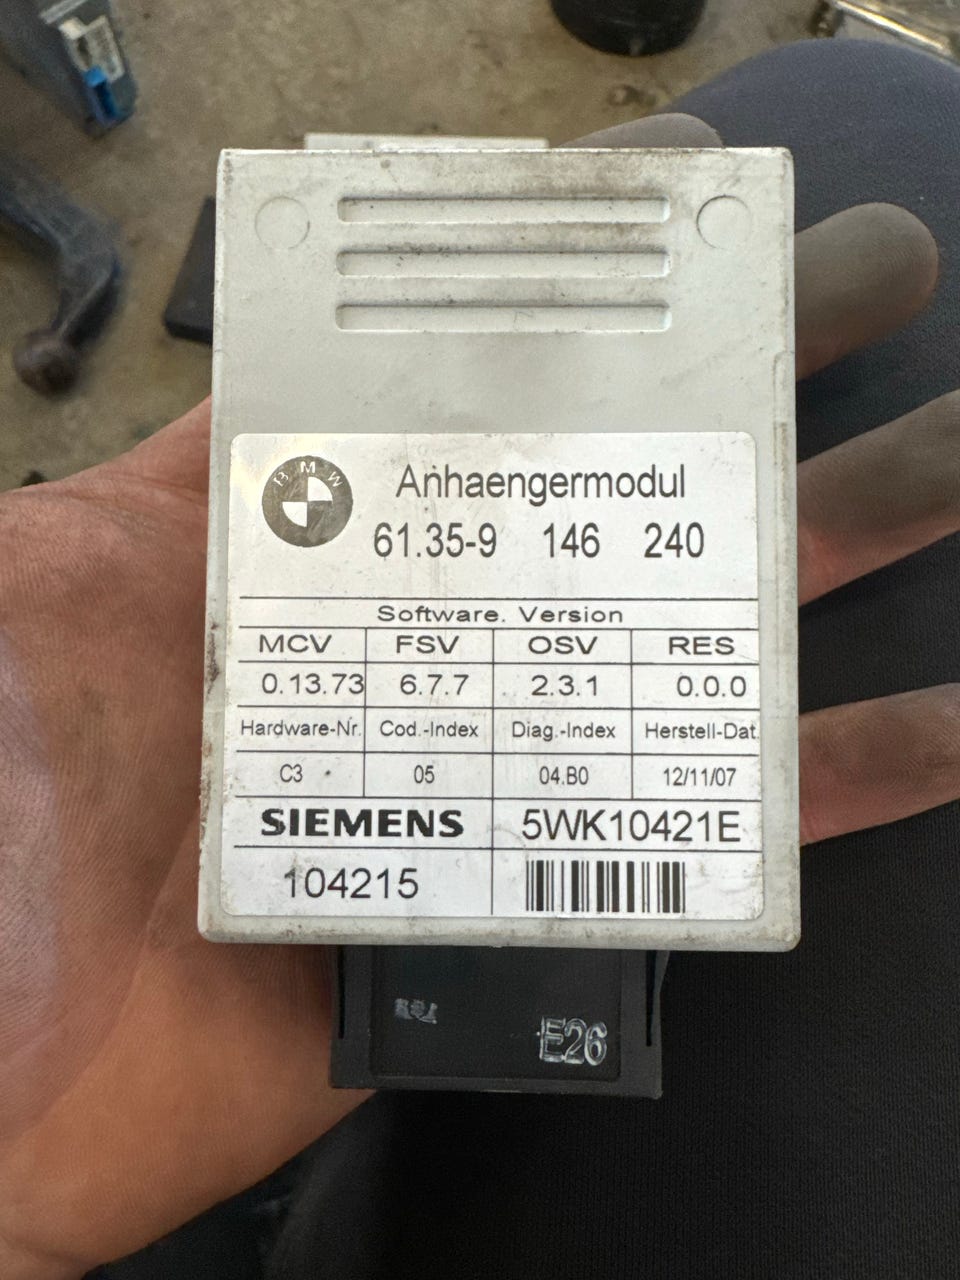 BMW
Anhaengermodul
61.35-9 146 240
Software. Version
MCV FSV OSV RES
0.13.73 6.7.7 2.3.1 0.0.0
Hardware-Nr. Cod.-Index Diag.-Index Herstell-Dat.
C3 05 04.B0 12/11/07
SIEMENS 5WK10421E
104215
E26